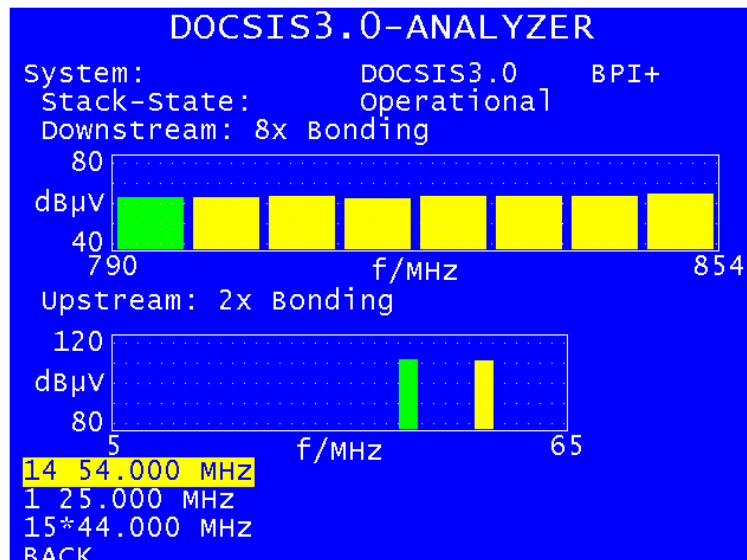 DOCSIS3.0-ANALYZER
System: DOCSIS3.0 BPI+
Stack-State: Operational
Downstream: 8x Bonding
80
dBµV
40
790 f/MHz 854
Upstream: 2x Bonding
120
dBµV
80
5 f/MHz 65
14 54.000 MHz
1 25.000 MHz
15*44.000 MHz
BACK